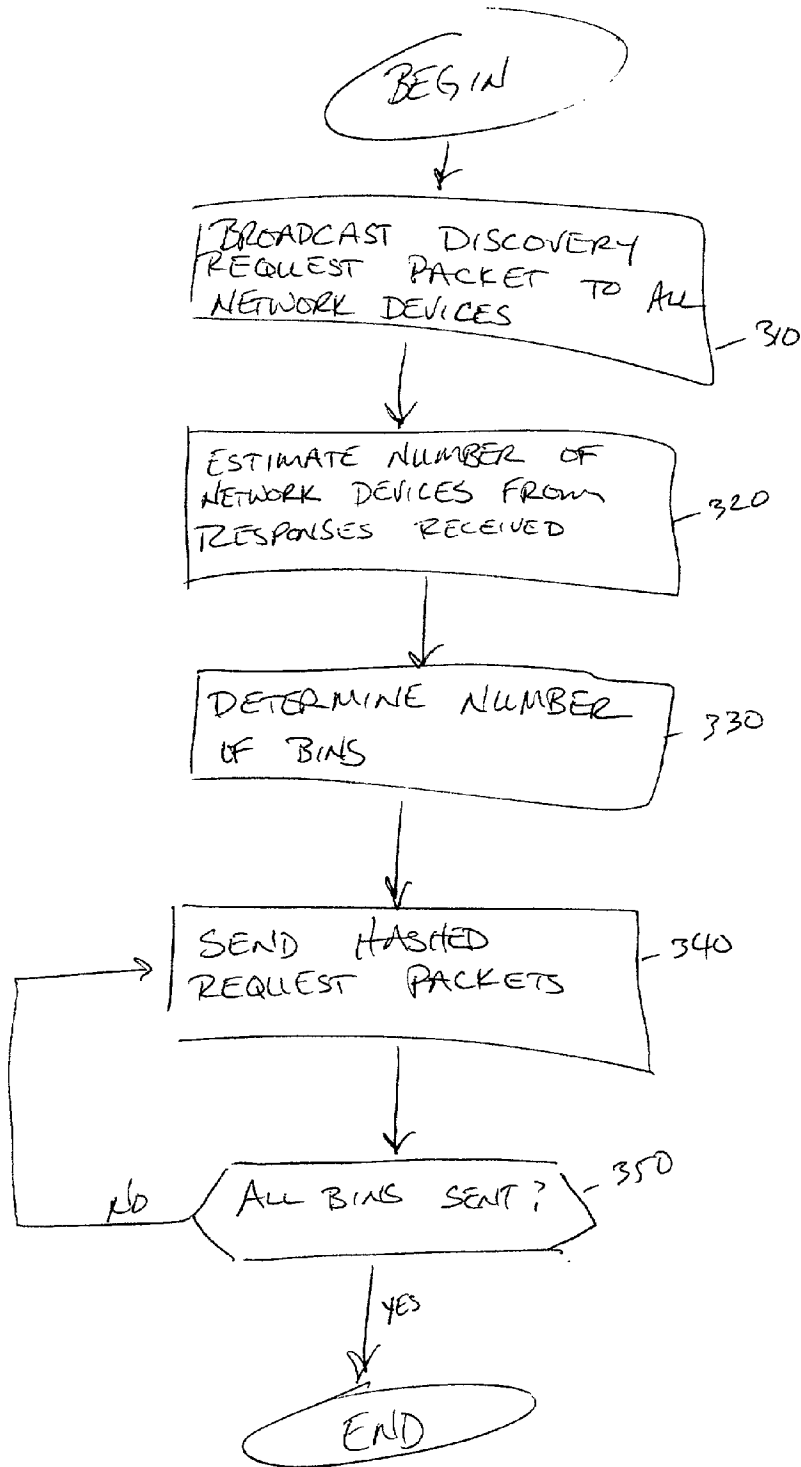 BEGIN
BROADCAST DISCOVERY
REQUEST PACKET TO ALL
NETWORK DEVICES
310
ESTIMATE NUMBER OF
NETWORK DEVICES FROM
RESPONSES RECEIVED
320
DETERMINE NUMBER
OF BINS
330
SEND HASHED
REQUEST PACKETS
340
ALL BINS SENT?
350
NO
YES
END